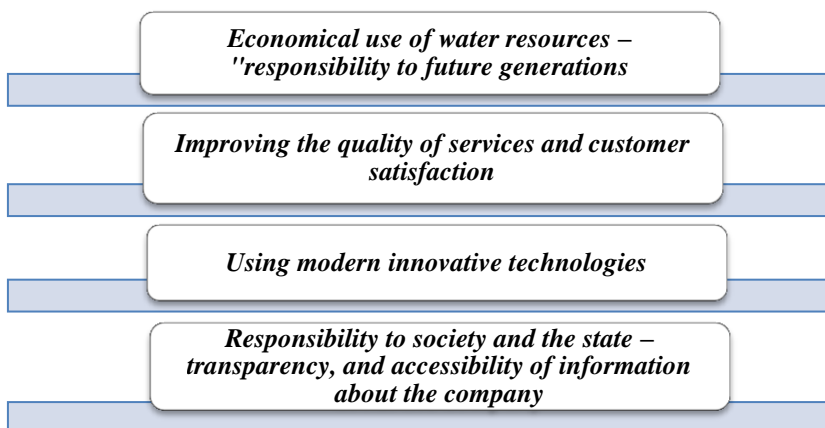 Economical use of water resources –
"responsibility to future generations
Improving the quality of services and customer
satisfaction
Using modern innovative technologies
Responsibility to society and the state –
transparency, and accessibility of information
about the company